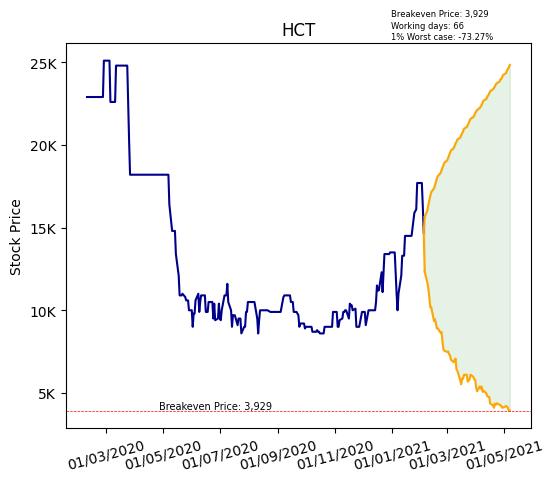 Breakeven Price: 3,929
Working days: 66
1% Worst case: -73.27%
HCT
25K
20K
15K
10K
5K
Stock Price
Breakeven Price: 3,929
01/03/2020
01/05/2020
01/07/2020
01/09/2020
01/11/2020
01/01/2021
01/03/2021
01/05/2021